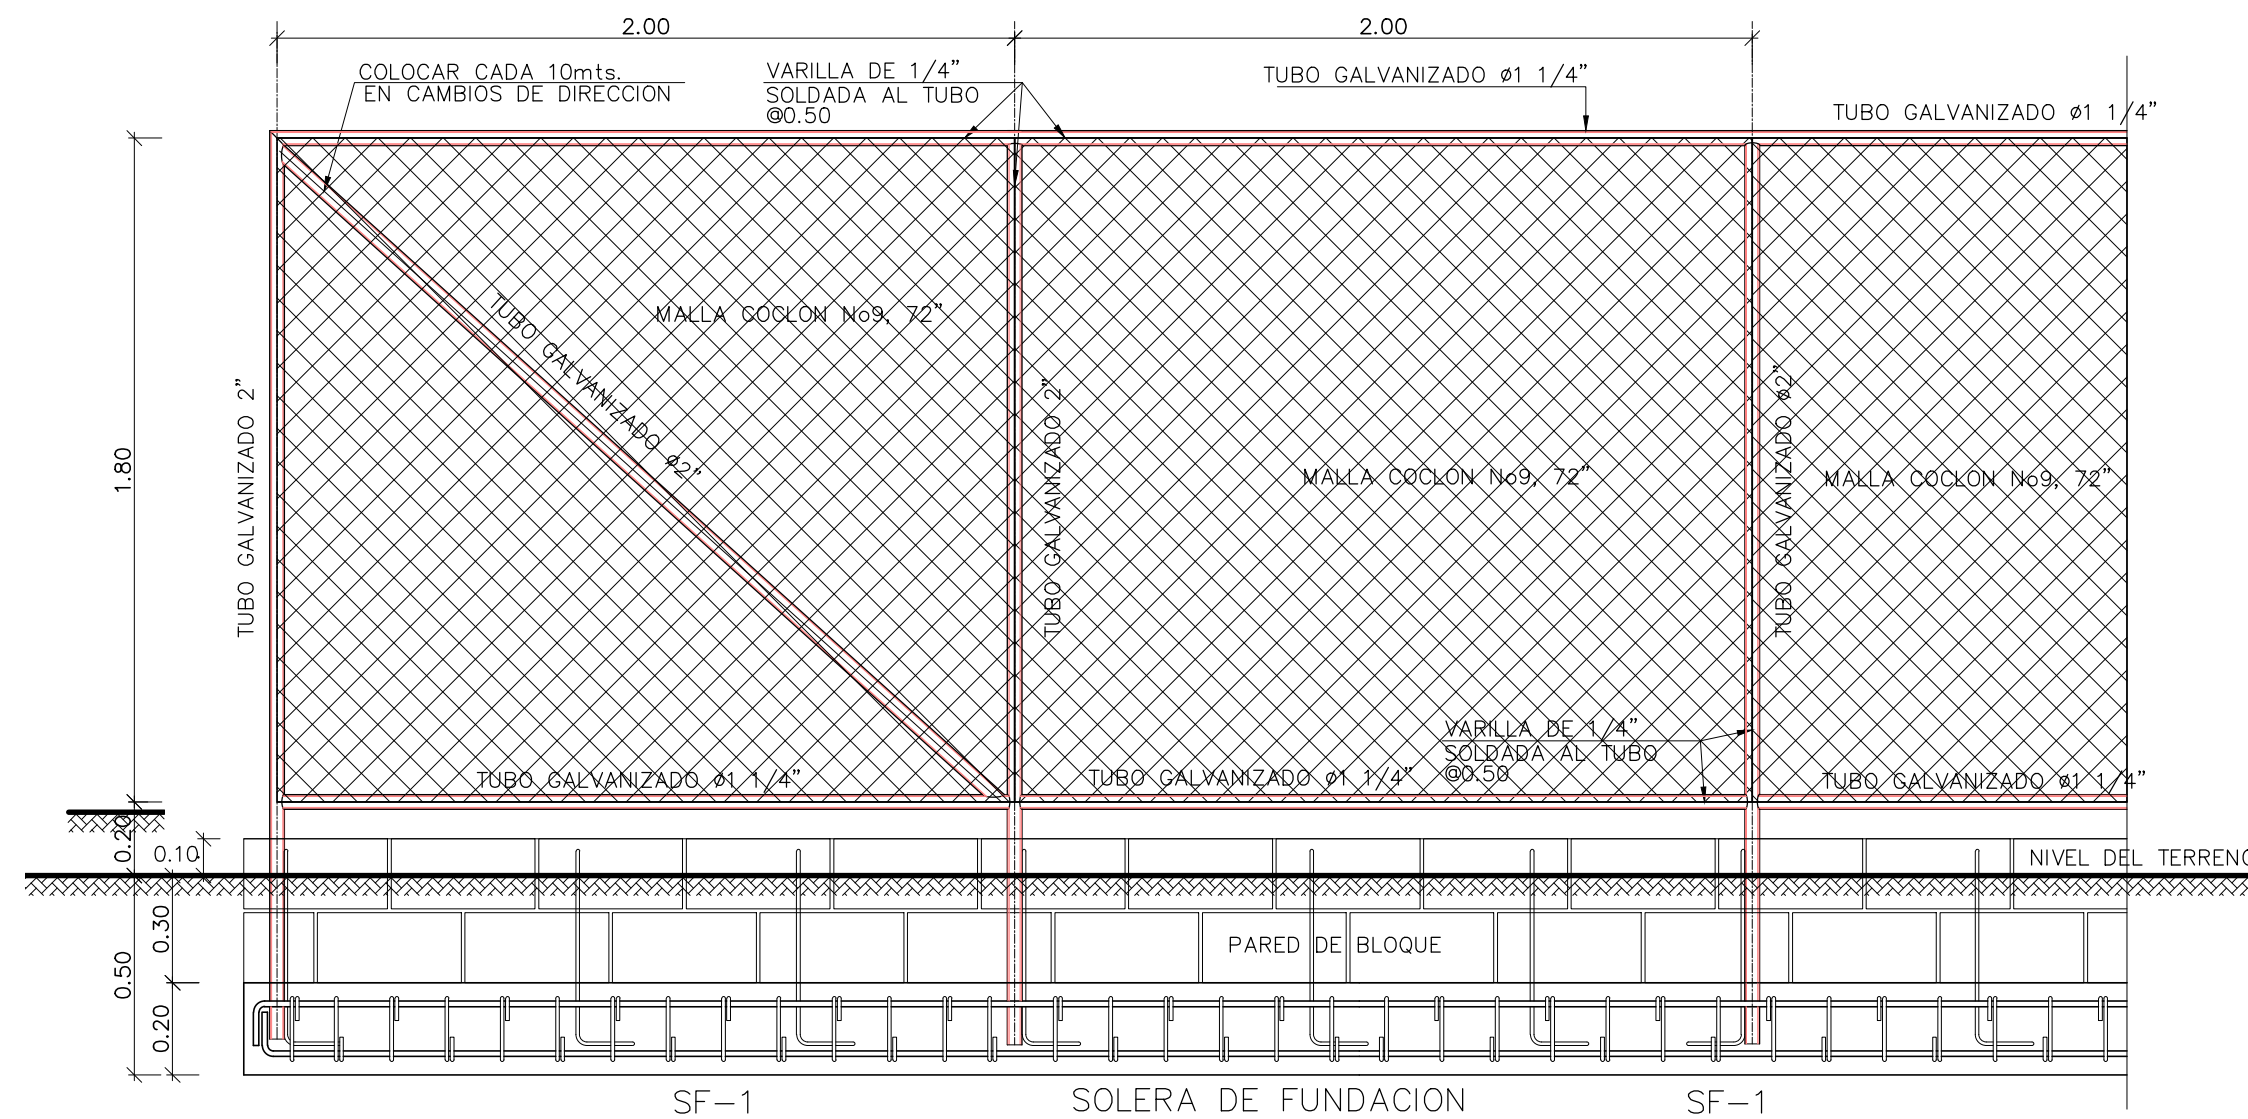 2.00
2.00
COLOCAR CADA 10mts.
EN CAMBIOS DE DIRECCION
VARILLA DE 1/4"
SOLDADA AL TUBO
@0.50
TUBO GALVANIZADO ø1 1/4"
TUBO GALVANIZADO ø1 1/4"
1.80
TUBO GALVANIZADO 2"
TUBO GALVANIZADO ø2"
MALLA COCLON No9, 72"
TUBO GALVANIZADO 2"
MALLA COCLON No9, 72"
TUBO GALVANIZADO ø2"
MALLA COCLON No9, 72"
VARILLA DE 1/4"
SOLDADA AL TUBO
@0.50
TUBO GALVANIZADO ø1 1/4"
TUBO GALVANIZADO ø1 1/4"
TUBO GALVANIZADO ø1 1/4"
0.20
0.10
NIVEL DEL TERRENO
0.30
0.50
0.20
PARED DE BLOQUE
SF-1
SOLERA DE FUNDACION
SF-1